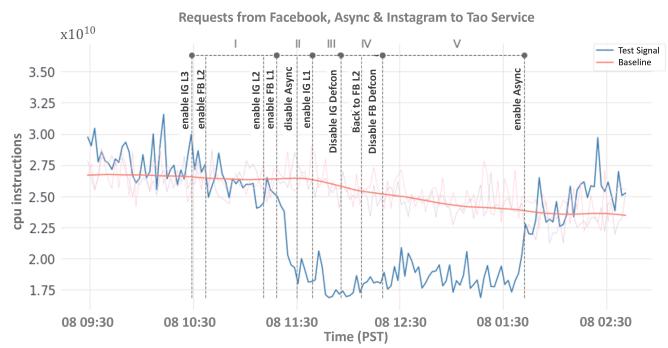 Requests from Facebook, Async & Instagram to Tao Service
x10¹⁰
I II III IV V
Test Signal
Baseline
3.50
3.25
3.00
2.75
2.50
2.25
2.00
1.75
cpu instructions
enable IG L3
enable FB L2
enable IG L2
enable FB L1
disable Async
enable IG L1
Disable IG Defcon
Back to FB L2
Disable FB Defcon
enable Async
08 09:30 08 10:30 08 11:30 08 12:30 08 01:30 08 02:30
Time (PST)